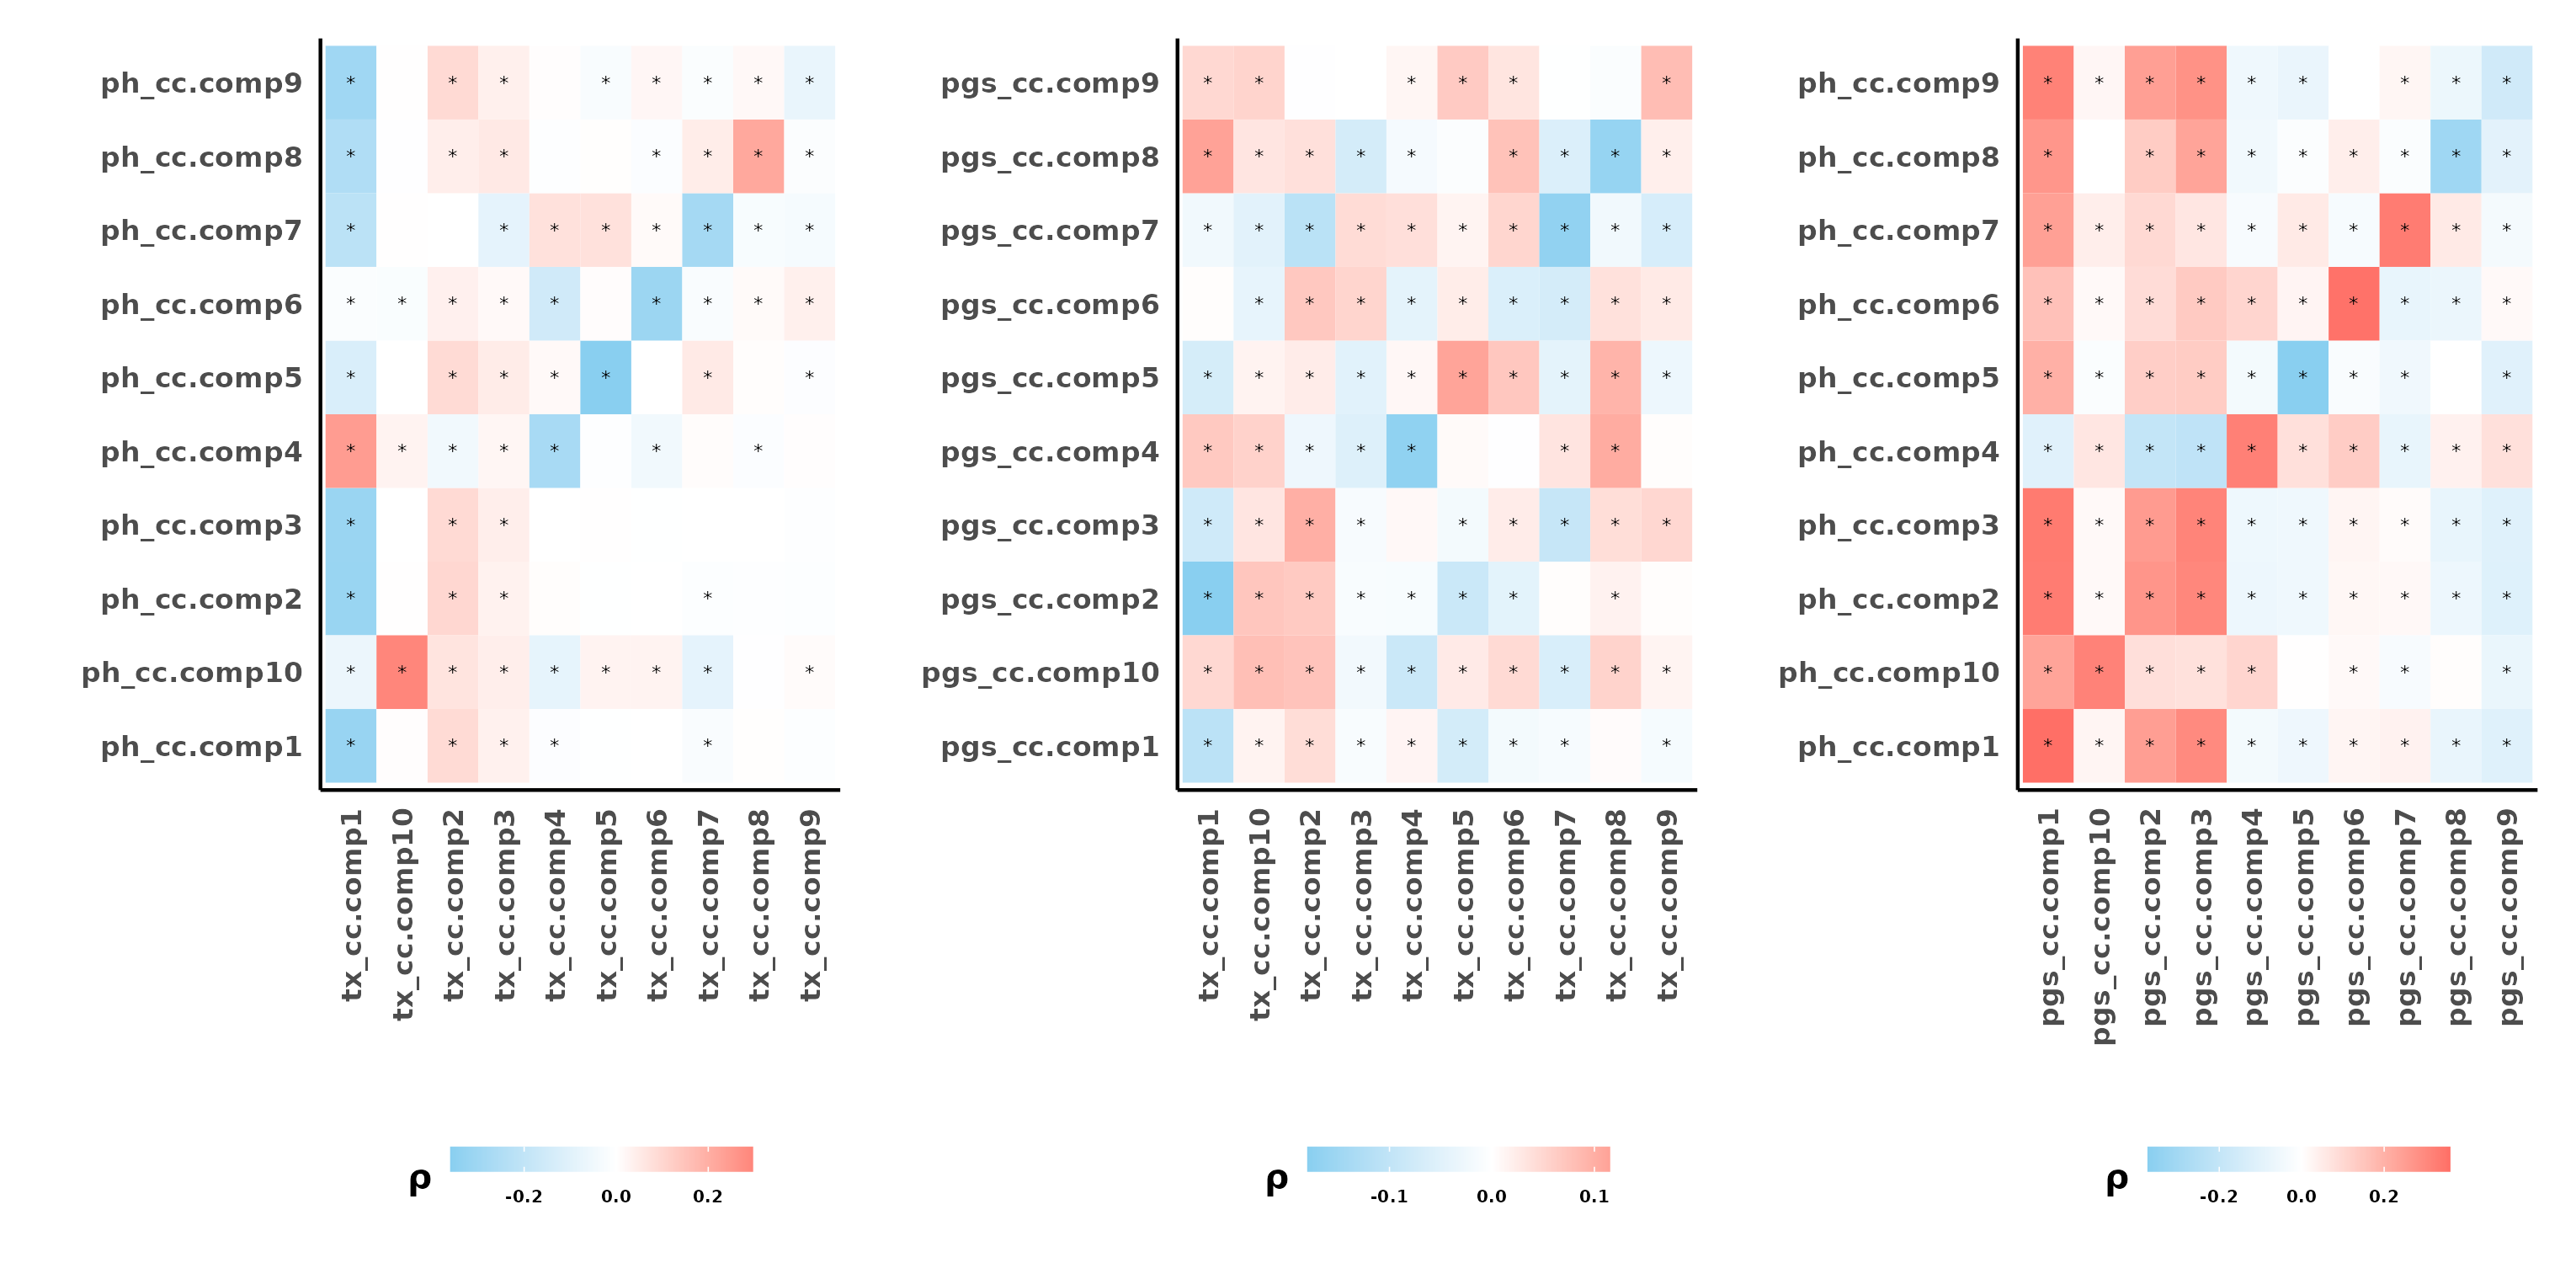 ph_cc.comp9 * * * * * * * *
ph_cc.comp8 * * * * * * *
ph_cc.comp7 * * * * * * * *
ph_cc.comp6 * * * * * * * * *
ph_cc.comp5 * * * * * * *
ph_cc.comp4 * * * * * * *
ph_cc.comp3 * * *
ph_cc.comp2 * * * *
ph_cc.comp10 * * * * * * * * *
ph_cc.comp1 * * * * *
tx_cc.comp1
tx_cc.comp10
tx_cc.comp2
tx_cc.comp3
tx_cc.comp4
tx_cc.comp5
tx_cc.comp6
tx_cc.comp7
tx_cc.comp8
tx_cc.comp9
ρ
-0.2 0.0 0.2
pgs_cc.comp9 * * * * * *
pgs_cc.comp8 * * * * * * * * *
pgs_cc.comp7 * * * * * * * * * *
pgs_cc.comp6 * * * * * * * * *
pgs_cc.comp5 * * * * * * * * * *
pgs_cc.comp4 * * * * * * *
pgs_cc.comp3 * * * * * * * * *
pgs_cc.comp2 * * * * * * * *
pgs_cc.comp10 * * * * * * * * * *
pgs_cc.comp1 * * * * * * * * *
tx_cc.comp1
tx_cc.comp10
tx_cc.comp2
tx_cc.comp3
tx_cc.comp4
tx_cc.comp5
tx_cc.comp6
tx_cc.comp7
tx_cc.comp8
tx_cc.comp9
ρ
-0.1 0.0 0.1
ph_cc.comp9 * * * * * * * * *
ph_cc.comp8 * * * * * * * * *
ph_cc.comp7 * * * * * * * * * *
ph_cc.comp6 * * * * * * * * * *
ph_cc.comp5 * * * * * * * * *
ph_cc.comp4 * * * * * * * * * *
ph_cc.comp3 * * * * * * * * * *
ph_cc.comp2 * * * * * * * * * *
ph_cc.comp10 * * * * * * * *
ph_cc.comp1 * * * * * * * * * *
pgs_cc.comp1
pgs_cc.comp10
pgs_cc.comp2
pgs_cc.comp3
pgs_cc.comp4
pgs_cc.comp5
pgs_cc.comp6
pgs_cc.comp7
pgs_cc.comp8
pgs_cc.comp9
ρ
-0.2 0.0 0.2